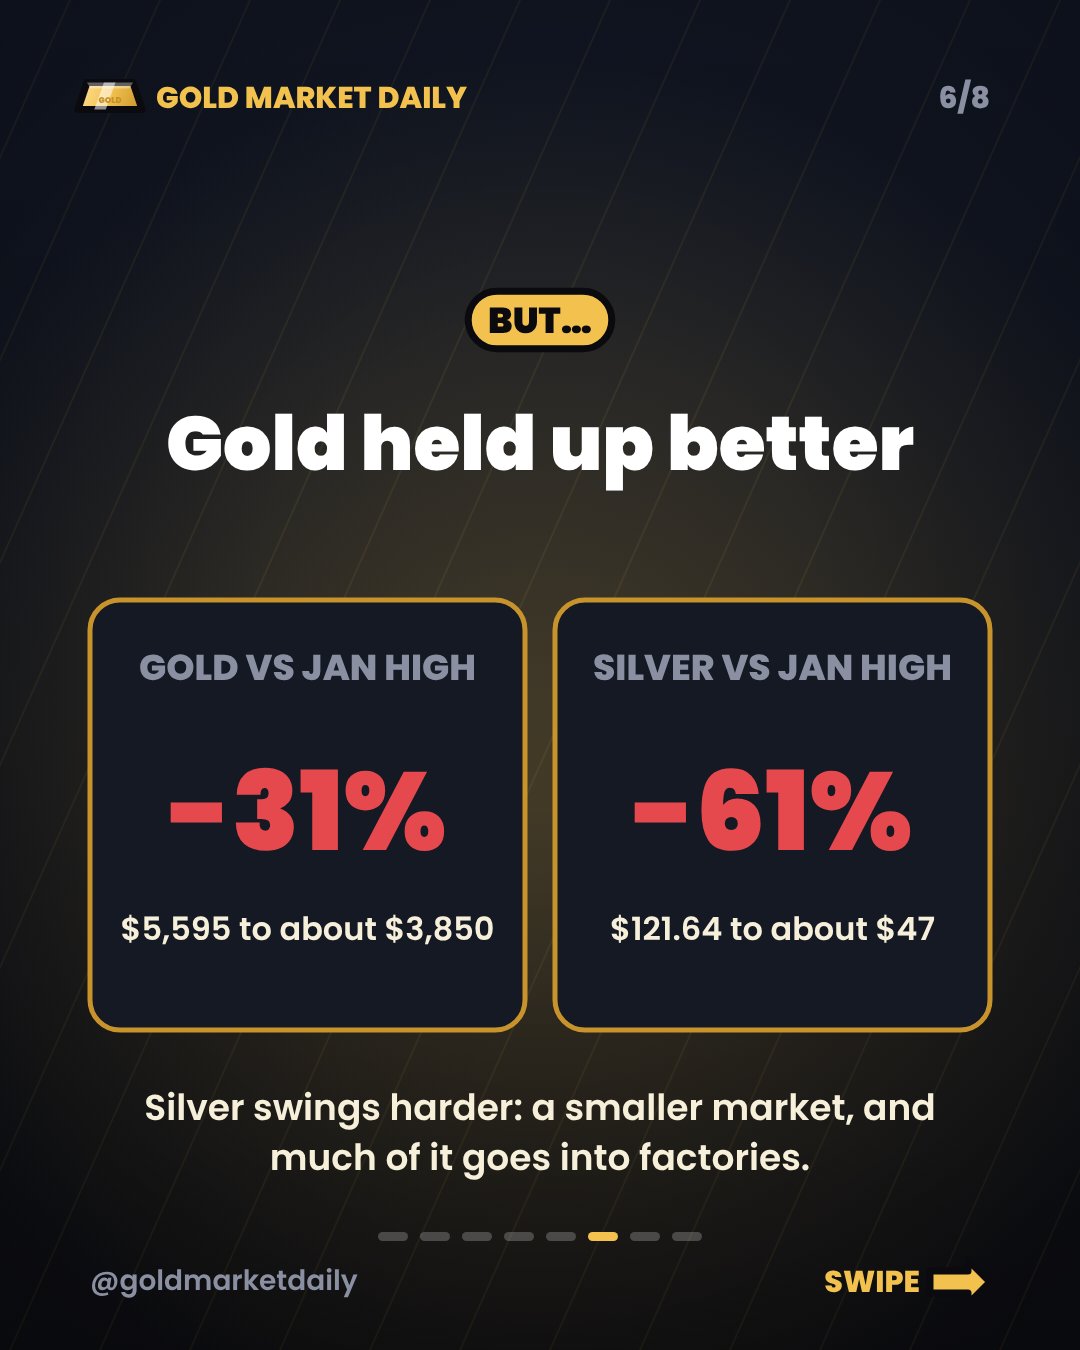 GOLD
GOLD MARKET DAILY
6/8
BUT...
Gold held up better
GOLD VS JAN HIGH
-31%
$5,595 to about $3,850
SILVER VS JAN HIGH
-61%
$121.64 to about $47
Silver swings harder: a smaller market, and
much of it goes into factories.
@goldmarketdaily
SWIPE